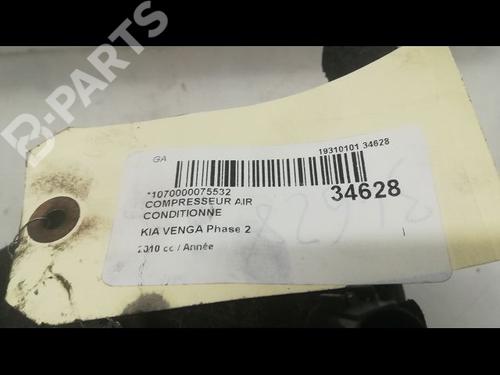 B-PARTS
GA
19310101 34628
*1070000075532
34628
COMPRESSEUR AIR
CONDITIONNE
KIA VENGA Phase 2
2010 cc / Année